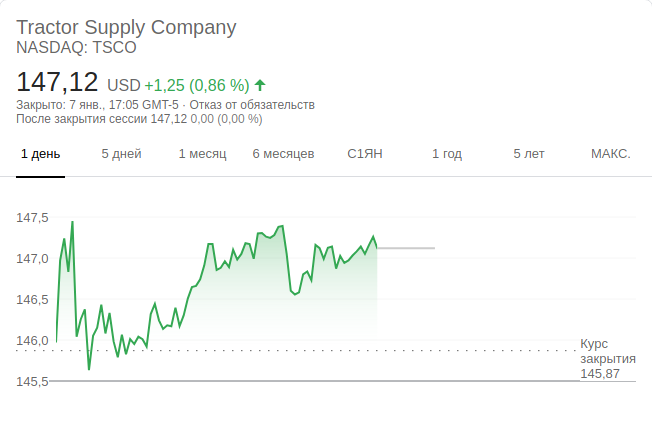 Tractor Supply Company
NASDAQ: TSCO
147,12 USD +1,25 (0,86 %)
Закрыто: 7 янв., 17:05 GMT-5 · Отказ от обязательств
После закрытия сессии 147,12 0,00 (0,00 %)
1 день 5 дней 1 месяц 6 месяцев С1ЯН 1 год 5 лет МАКС.
147,5
147,0
146,5
146,0
Курс
закрытия
145,87
145,5